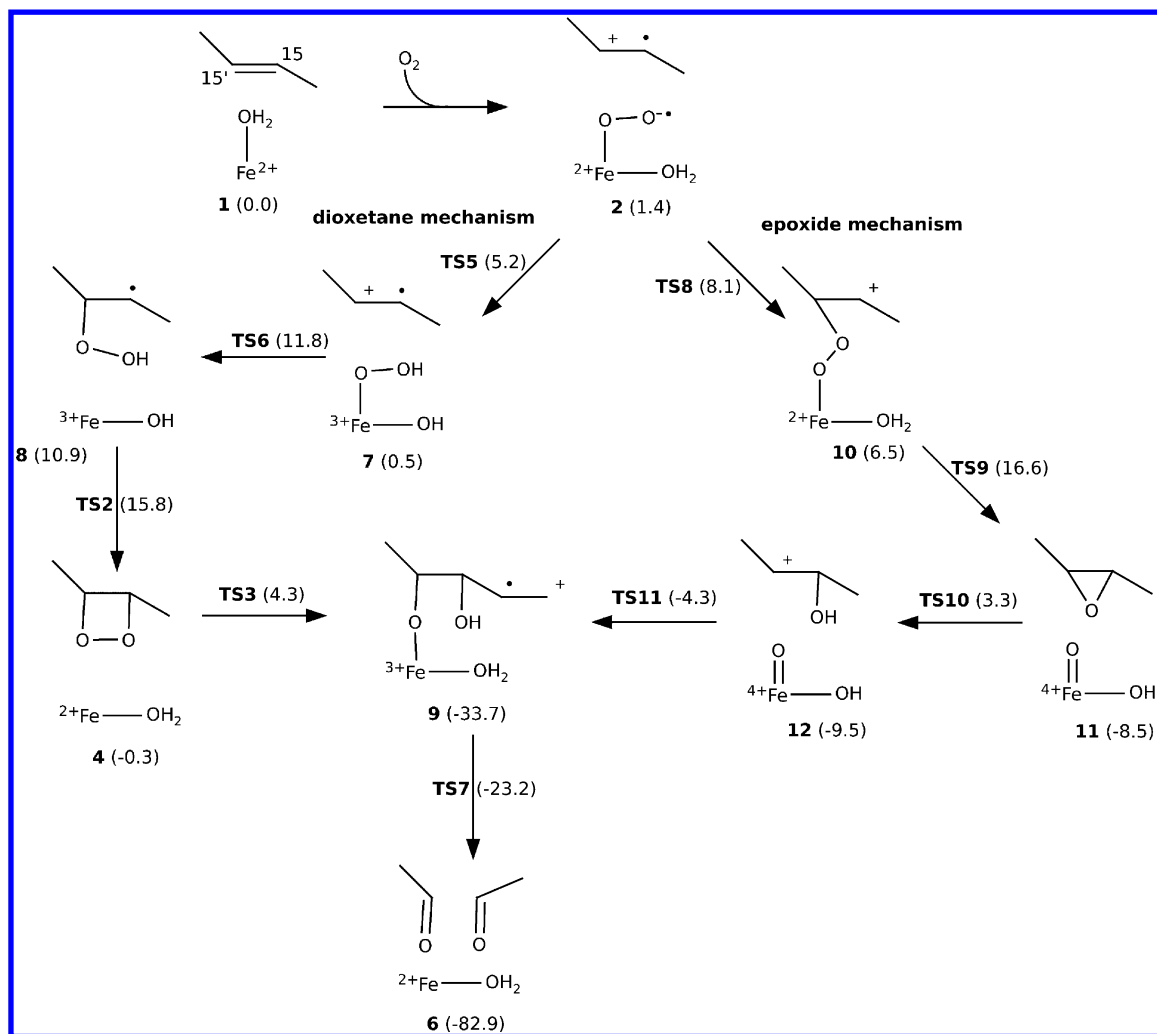 15
15'
OH2
Fe2+
1 (0.0)
O2
+ •
O O-•
2+Fe OH2
2 (1.4)
dioxetane mechanism
epoxide mechanism
TS5 (5.2)
TS8 (8.1)
•
O OH
3+Fe OH
8 (10.9)
TS6 (11.8)
+ •
O OH
3+Fe OH
7 (0.5)
+
O
O
2+Fe OH2
10 (6.5)
TS2 (15.8)
TS9 (16.6)
O O
2+Fe OH2
4 (-0.3)
TS3 (4.3)
• +
O OH
3+Fe OH2
9 (-33.7)
TS11 (-4.3)
+
OH
O
4+Fe OH
12 (-9.5)
TS10 (3.3)
O
O
4+Fe OH
11 (-8.5)
TS7 (-23.2)
O O
2+Fe OH2
6 (-82.9)